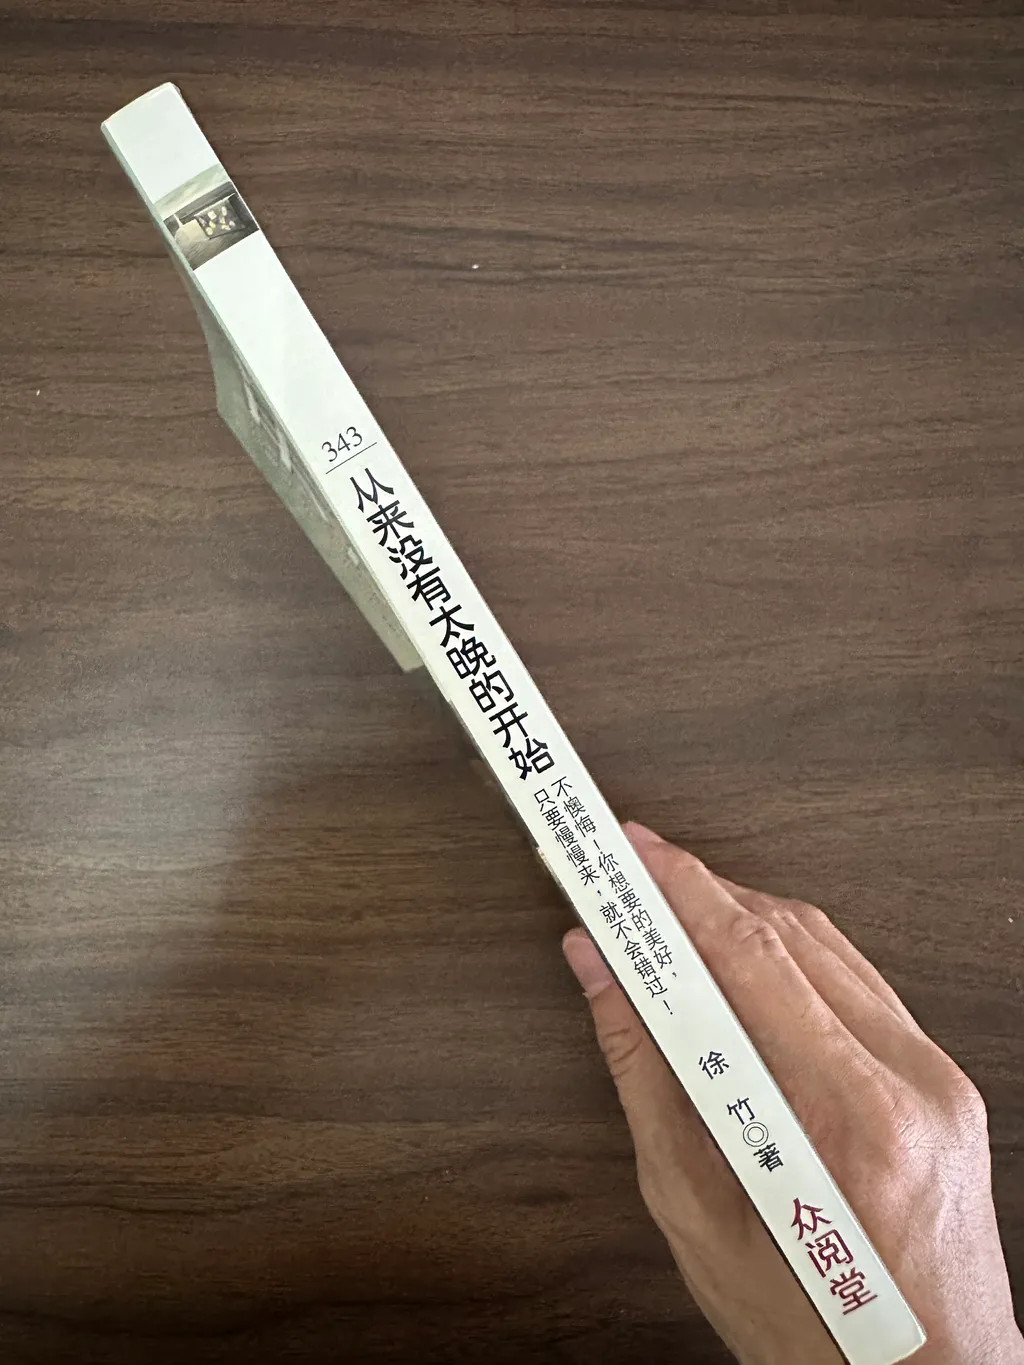 343
从来没有太晚的开始
不懊悔！你想要的美好，
只要慢慢来，就不会错过！
徐 竹◎著
众阅堂